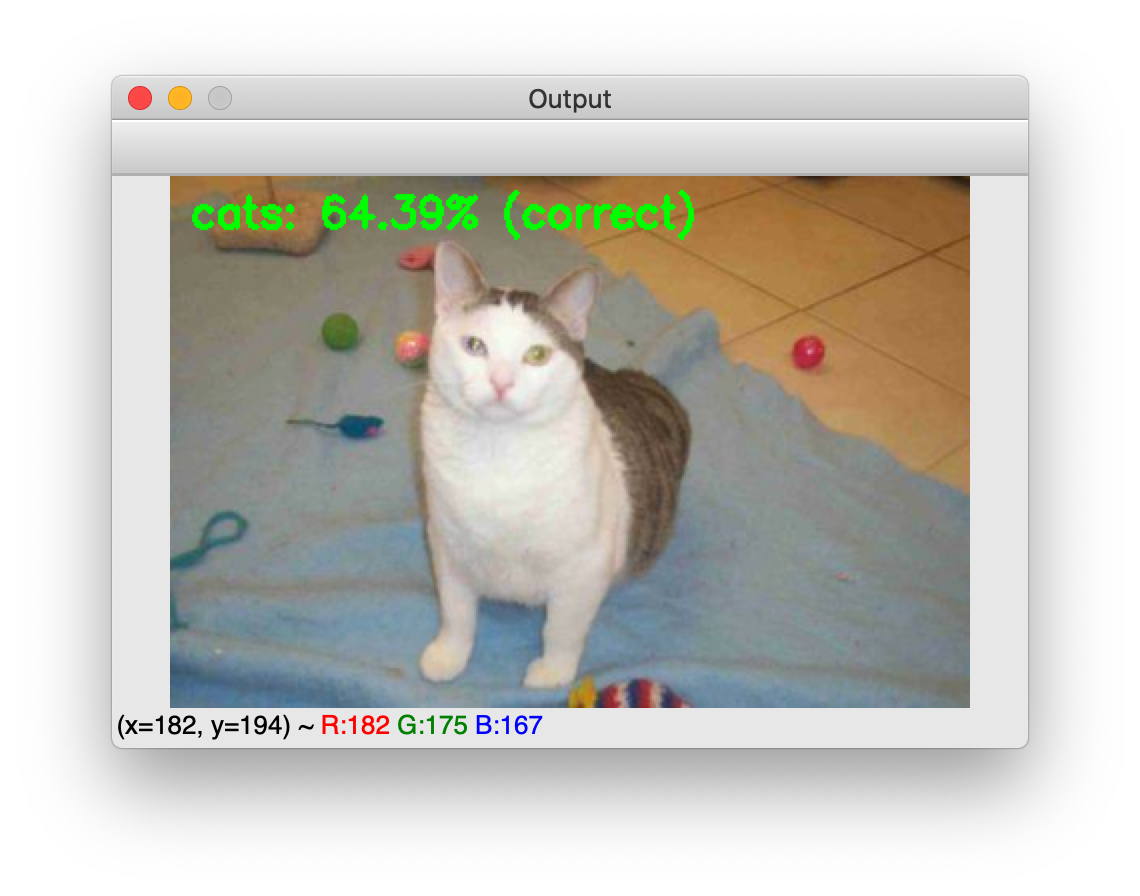 Output
cats: 64.39% (correct)
(x=182, y=194) ~ R:182 G:175 B:167